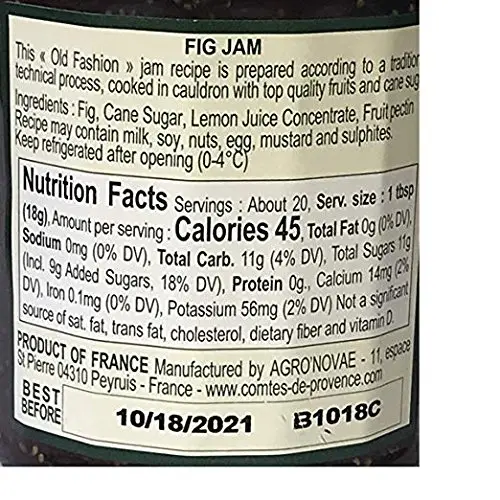 FIG JAM
This « Old Fashion » jam recipe is prepared according to a tradition
technical process, cooked in cauldron with top quality fruits and cane sug
Ingredients : Fig, Cane Sugar, Lemon Juice Concentrate, Fruit pectin
Recipe may contain milk, soy, nuts, egg, mustard and sulphites.
Keep refrigerated after opening (0-4°C)
Nutrition Facts Servings : About 20, Serv. size : 1 tbsp
(18g), Amount per serving : Calories 45, Total Fat 0g (0% DV),
Sodium 0mg (0% DV), Total Carb. 11g (4% DV), Total Sugars 11g
(Incl. 9g Added Sugars, 18% DV), Protein 0g, Calcium 14mg (2%
DV), Iron 0.1mg (0% DV), Potassium 56mg (2% DV) Not a significant
source of sat. fat, trans fat, cholesterol, dietary fiber and vitamin D.
PRODUCT OF FRANCE Manufactured by AGRO'NOVAE - 11, espace
St Pierre 04310 Peyruis - France - www.comtes-de-provence.com
BEST
BEFORE
10/18/2021 B1018C